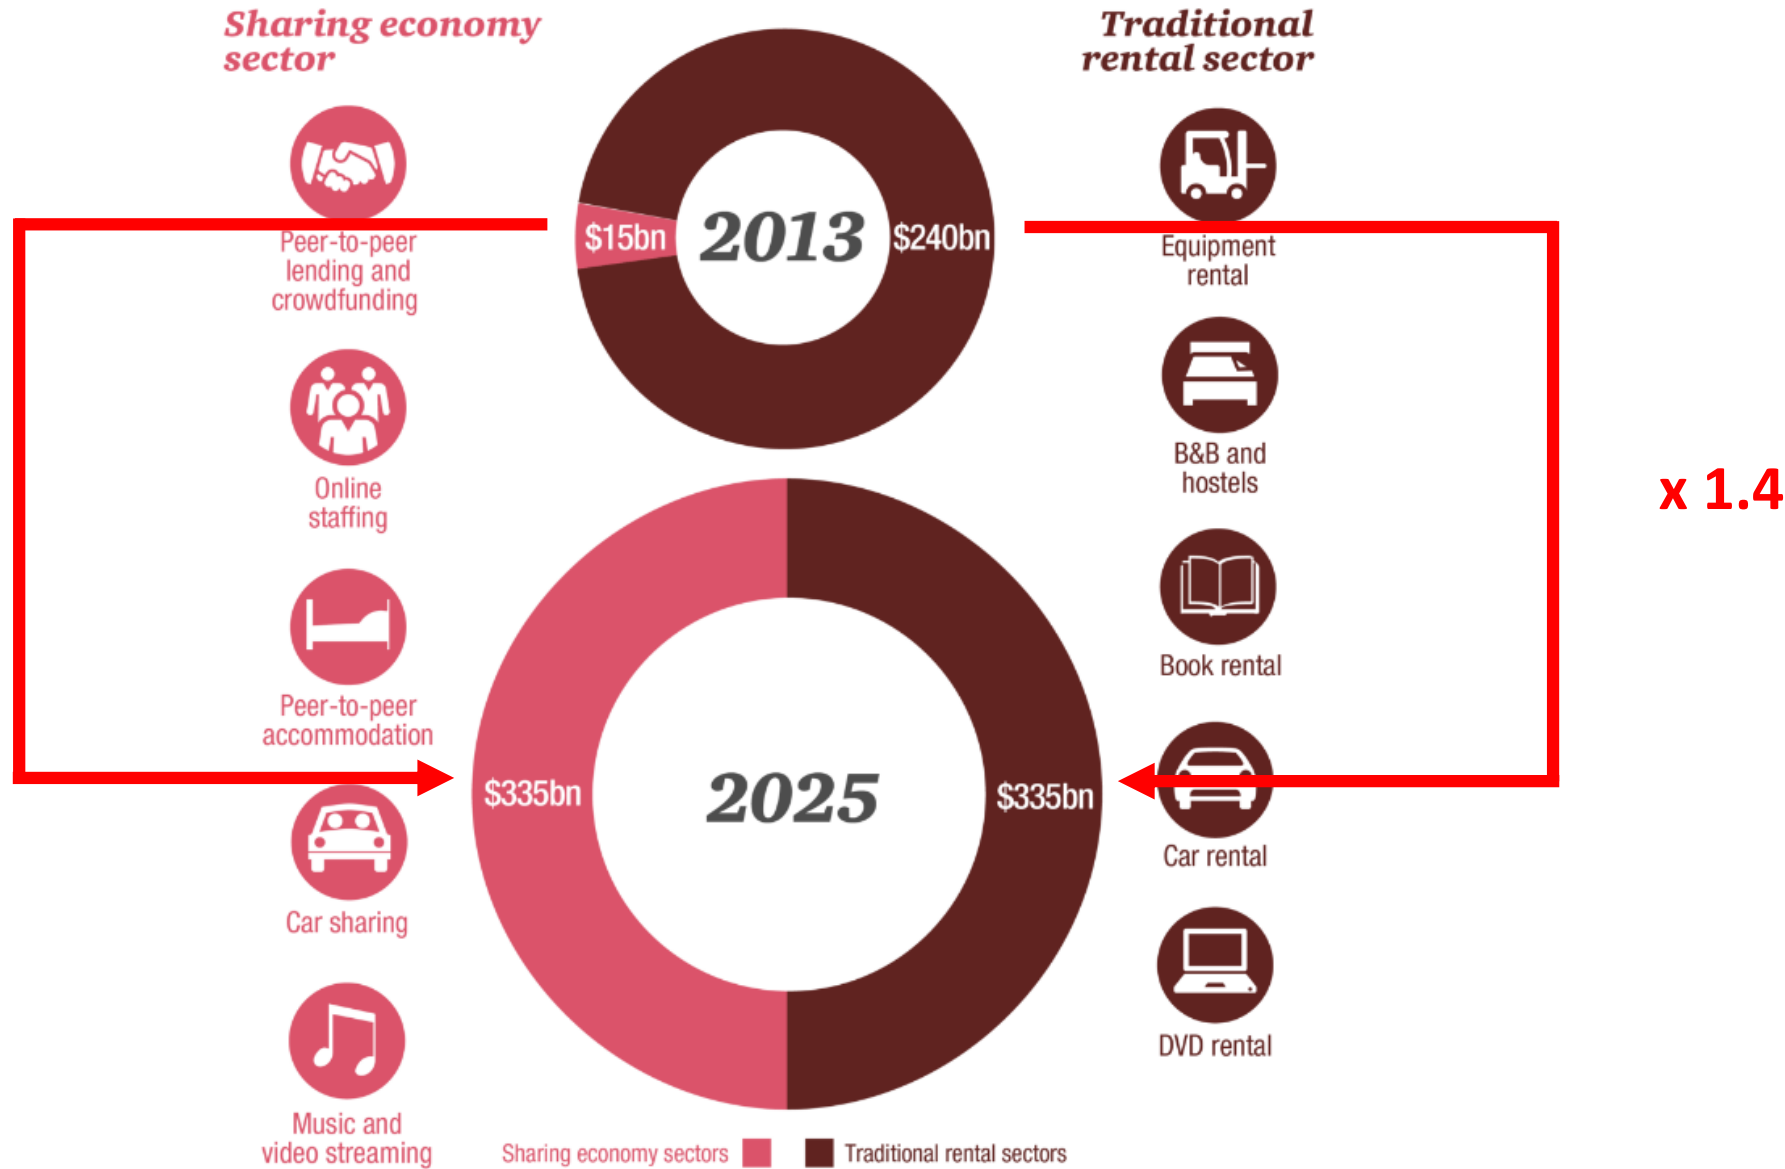 Sharing economy
sector
Traditional
rental sector
Peer-to-peer
lending and
crowdfunding
Online
staffing
Peer-to-peer
accommodation
Car sharing
Music and
video streaming
$15bn
2013
$240bn
$335bn
2025
$335bn
Equipment
rental
B&B and
hostels
Book rental
Car rental
DVD rental
x 1.4
Sharing economy sectors
Traditional rental sectors